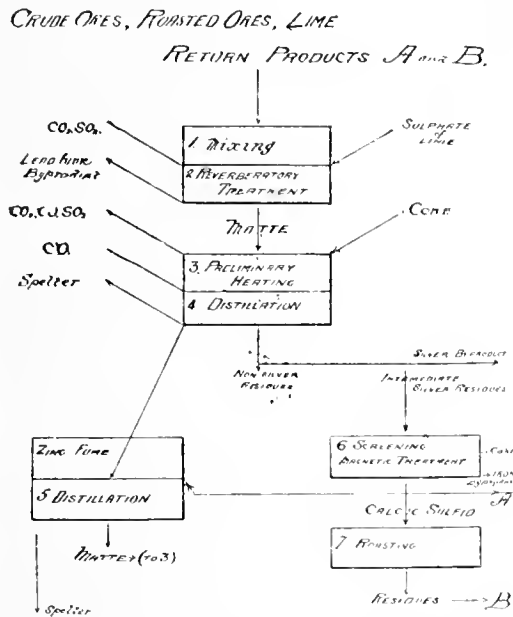 CRUDE ORES, ROASTED ORES, LIME
RETURN PRODUCTS A AND B.
CO₂ SO₂.
LEAD FUME
BYPRODUCT
1. MIXING
2 REVERBERATORY
TREATMENT
SULPHATE
of
LIME
MATTE
COKE
CO.
Spelter
3. PRELIMINARY
HEATING
4 DISTILLATION
SILVER BYPRODUCT
NON SILVER
RESIDUES
INTERMEDIATE
SILVER RESIDUES
ZINC FUME
5 DISTILLATION
6 SCREENING
MAGNETIC TREATMENT
COKE
IRON
A
CALCIC SULFID
7 ROASTING
MATTE (TO 3)
RESIDUES
B
Spelter